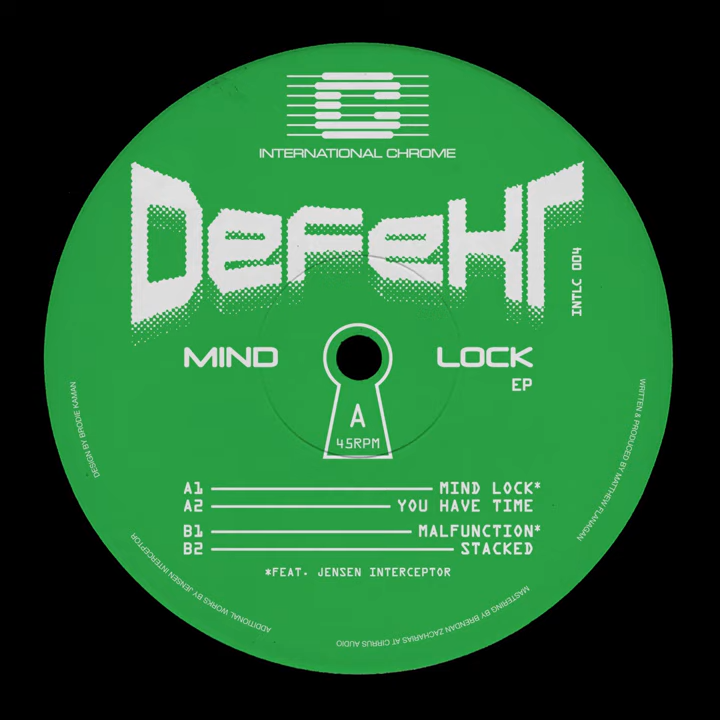 INTERNATIONAL CHROME
DEFEKT
INTLC 004
MIND LOCK
EP
A
45RPM
A1 MIND LOCK*
A2 YOU HAVE TIME
B1 MALFUNCTION*
B2 STACKED
*FEAT. JENSEN INTERCEPTOR
DESIGN BY BRODIE KAMAN
ADDITIONAL WORKS BY JENSEN INTERCEPTOR
MASTERING BY BRENDAN ZACHARIAS AT CIRRUS AUDIO
WRITTEN & PRODUCED BY MATTHEW FLANAGAN